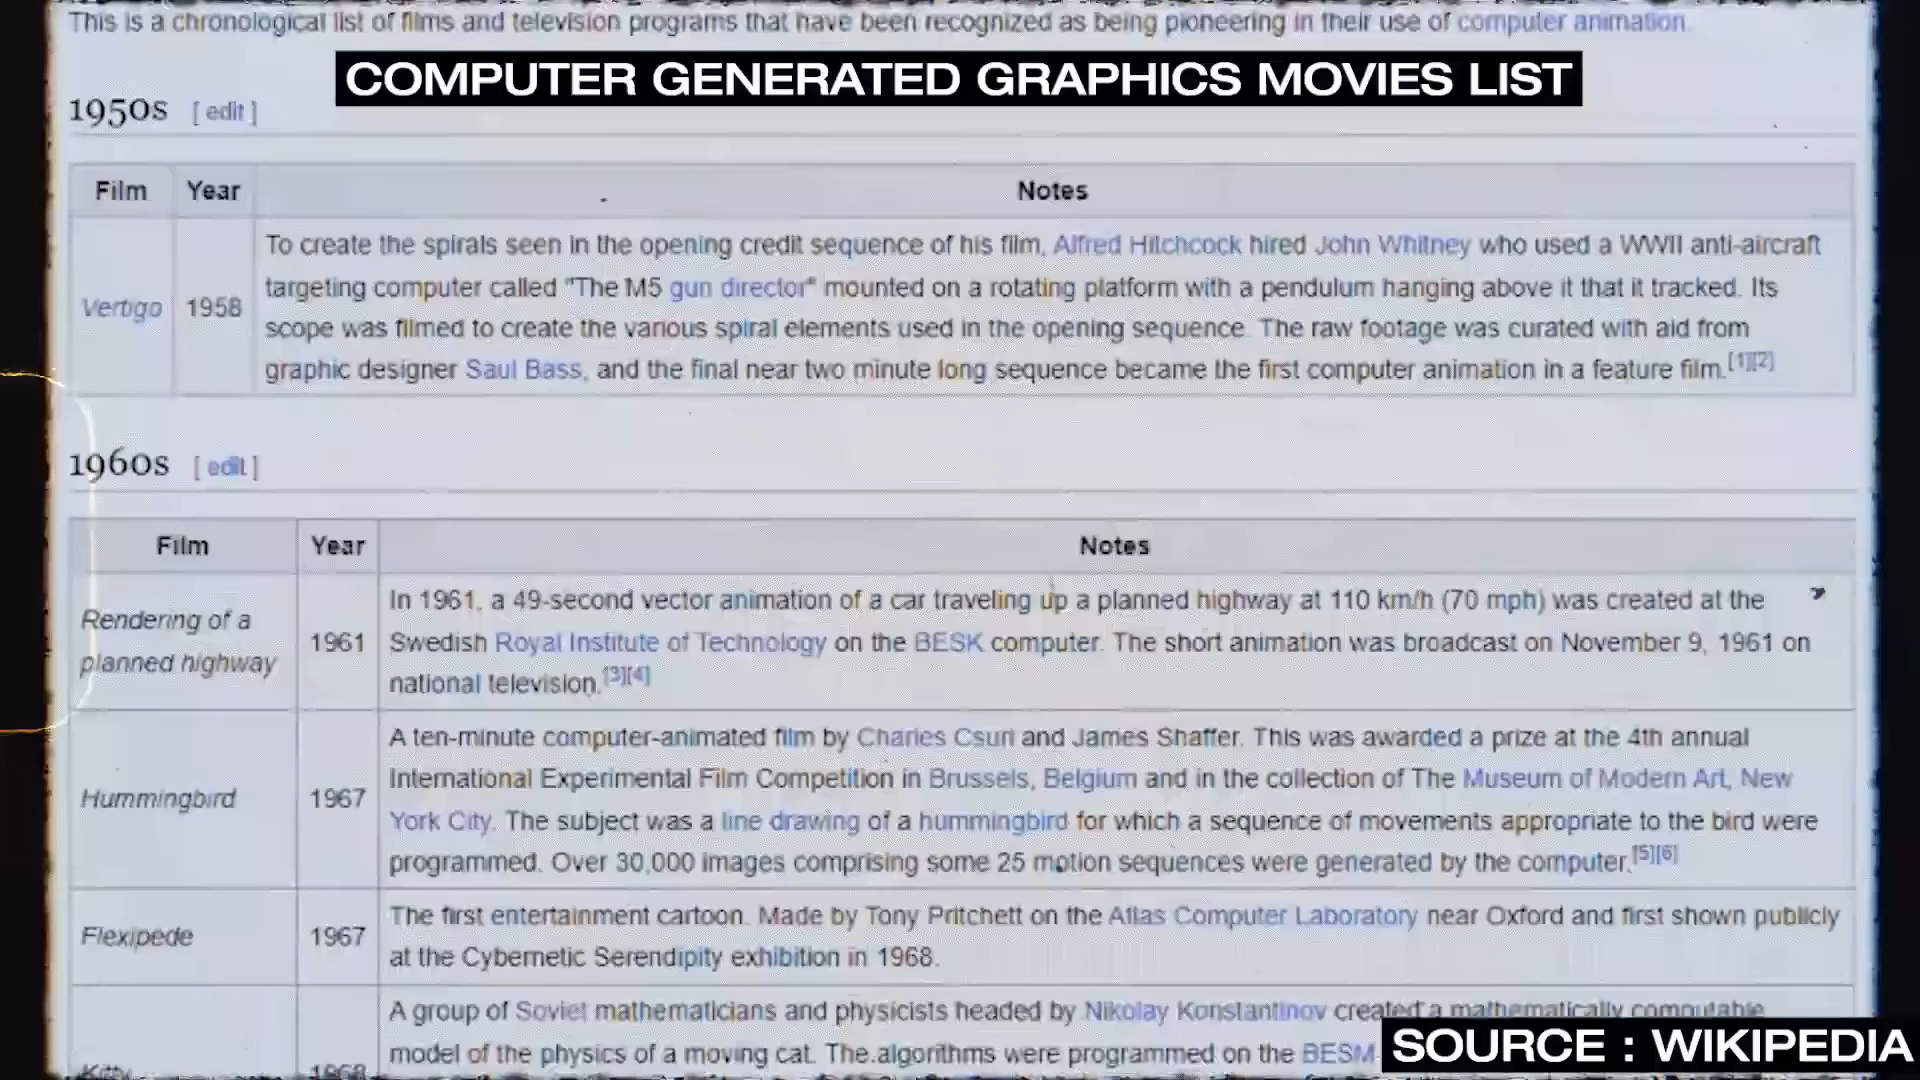 This is a chronological list of films and television programs that have been recognized as being pioneering in their use of computer animation.
COMPUTER GENERATED GRAPHICS MOVIES LIST
1950s [ edit ]
Film Year Notes
Vertigo 1958
To create the spirals seen in the opening credit sequence of his film, Alfred Hitchcock hired John Whitney who used a WWII anti-aircraft
targeting computer called "The M5 gun director" mounted on a rotating platform with a pendulum hanging above it that it tracked. Its
scope was filmed to create the various spiral elements used in the opening sequence. The raw footage was curated with aid from
graphic designer Saul Bass, and the final near two minute long sequence became the first computer animation in a feature film.[1][2]
1960s [ edit ]
Film Year Notes
Rendering of a
planned highway
1961
In 1961, a 49-second vector animation of a car traveling up a planned highway at 110 km/h (70 mph) was created at the
Swedish Royal Institute of Technology on the BESK computer. The short animation was broadcast on November 9, 1961 on
national television.[3][4]
Hummingbird 1967
A ten-minute computer-animated film by Charles Csuri and James Shaffer. This was awarded a prize at the 4th annual
International Experimental Film Competition in Brussels, Belgium and in the collection of The Museum of Modern Art, New
York City. The subject was a line drawing of a hummingbird for which a sequence of movements appropriate to the bird were
programmed. Over 30,000 images comprising some 25 motion sequences were generated by the computer.[5][6]
Flexipede 1967
The first entertainment cartoon. Made by Tony Pritchett on the Atlas Computer Laboratory near Oxford and first shown publicly
at the Cybernetic Serendipity exhibition in 1968.
Kitty 1968
A group of Soviet mathematicians and physicists headed by Nikolay Konstantinov created a mathematically computable
model of the physics of a moving cat. The algorithms were programmed on the BESM
SOURCE : WIKIPEDIA